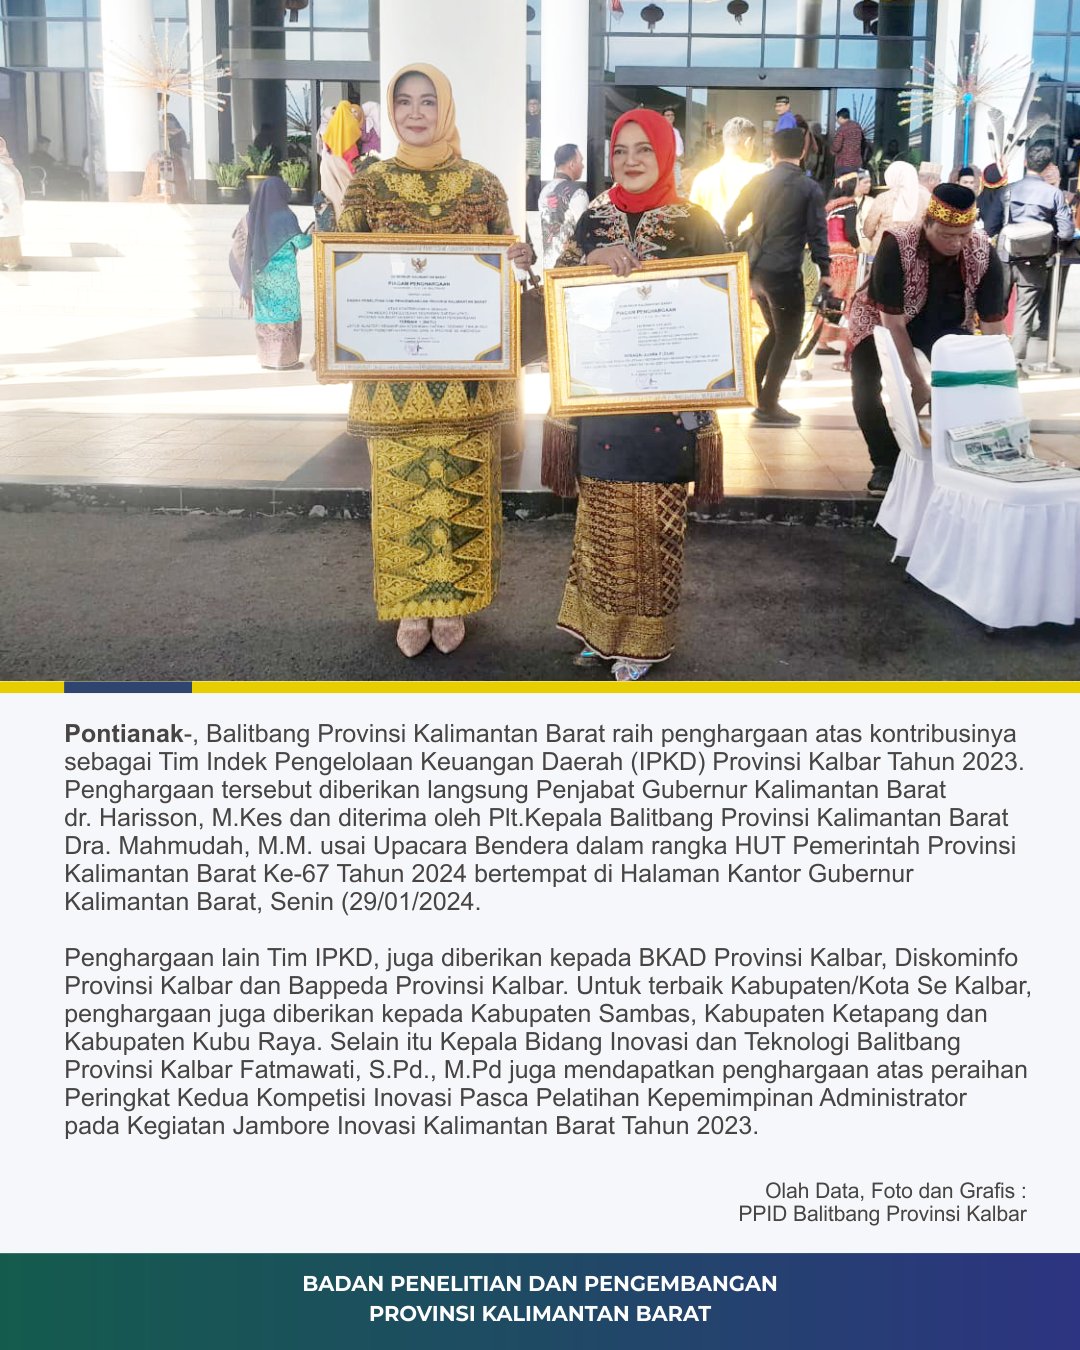 PIAGAM PENGHARGAAN
PIAGAM PENGHARGAAN
Pontianak-, Balitbang Provinsi Kalimantan Barat raih penghargaan atas kontribusinya
sebagai Tim Indek Pengelolaan Keuangan Daerah (IPKD) Provinsi Kalbar Tahun 2023.
Penghargaan tersebut diberikan langsung Penjabat Gubernur Kalimantan Barat
dr. Harisson, M.Kes dan diterima oleh Plt.Kepala Balitbang Provinsi Kalimantan Barat
Dra. Mahmudah, M.M. usai Upacara Bendera dalam rangka HUT Pemerintah Provinsi
Kalimantan Barat Ke-67 Tahun 2024 bertempat di Halaman Kantor Gubernur
Kalimantan Barat, Senin (29/01/2024.
Penghargaan lain Tim IPKD, juga diberikan kepada BKAD Provinsi Kalbar, Diskominfo
Provinsi Kalbar dan Bappeda Provinsi Kalbar. Untuk terbaik Kabupaten/Kota Se Kalbar,
penghargaan juga diberikan kepada Kabupaten Sambas, Kabupaten Ketapang dan
Kabupaten Kubu Raya. Selain itu Kepala Bidang Inovasi dan Teknologi Balitbang
Provinsi Kalbar Fatmawati, S.Pd., M.Pd juga mendapatkan penghargaan atas peraihan
Peringkat Kedua Kompetisi Inovasi Pasca Pelatihan Kepemimpinan Administrator
pada Kegiatan Jambore Inovasi Kalimantan Barat Tahun 2023.
Olah Data, Foto dan Grafis :
PPID Balitbang Provinsi Kalbar
BADAN PENELITIAN DAN PENGEMBANGAN
PROVINSI KALIMANTAN BARAT